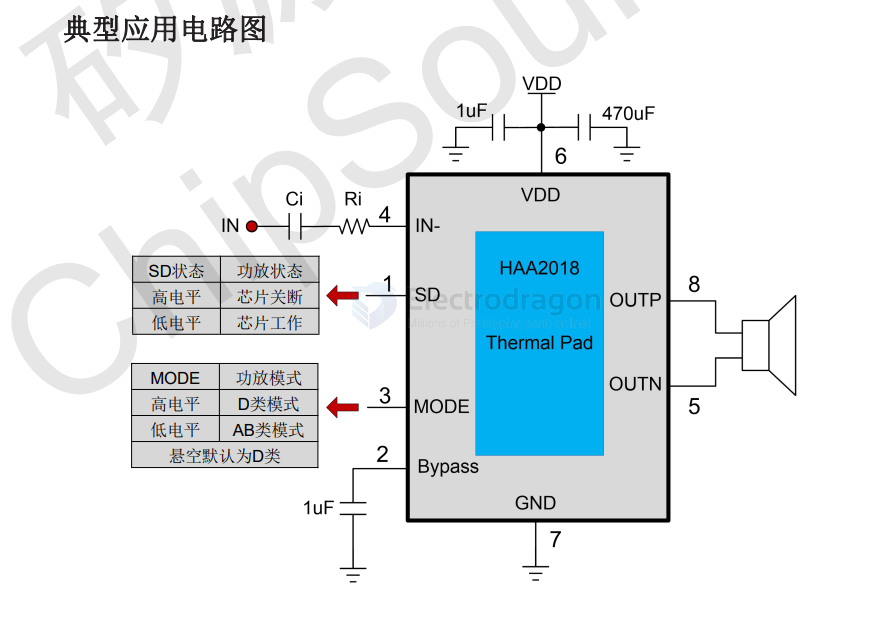 典型应用电路图
VDD
1uF
470uF
6
VDD
Ci
Ri
4
IN
IN-
HAA2018
Thermal Pad
SD状态 功放状态
高电平 芯片关断
低电平 芯片工作
1
SD
Electrodragon
8
OUTP
MODE 功放模式
高电平 D类模式
低电平 AB类模式
悬空默认为D类
3
MODE
OUTN
5
2
Bypass
1uF
GND
7
ChipSour